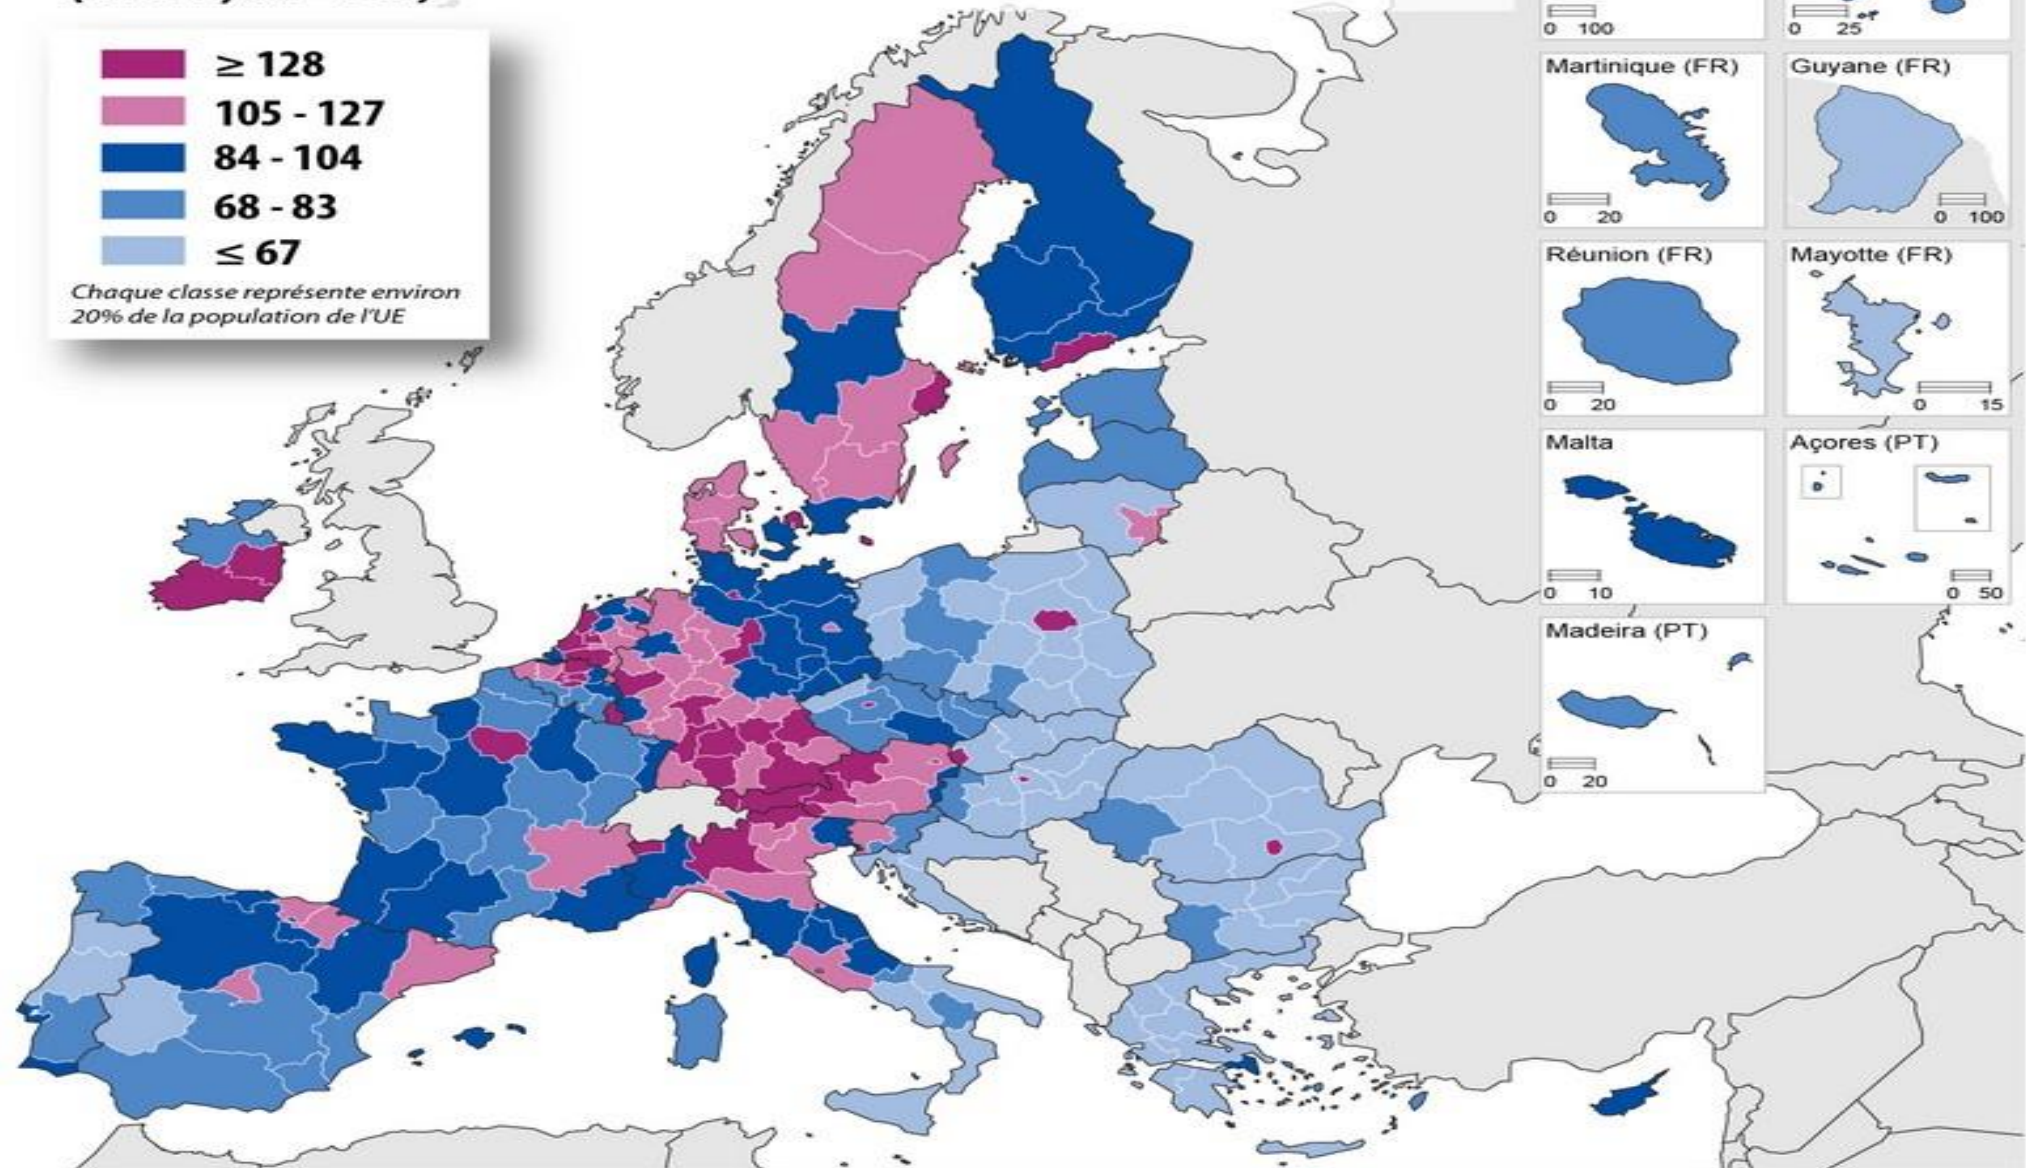 ≥ 128
105 - 127
84 - 104
68 - 83
≤ 67
Chaque classe représente environ
20% de la population de l'UE
0 100
0 25
Martinique (FR)
0 20
Guyane (FR)
0 100
Réunion (FR)
0 20
Mayotte (FR)
0 15
Malta
0 10
Açores (PT)
0 50
Madeira (PT)
0 20